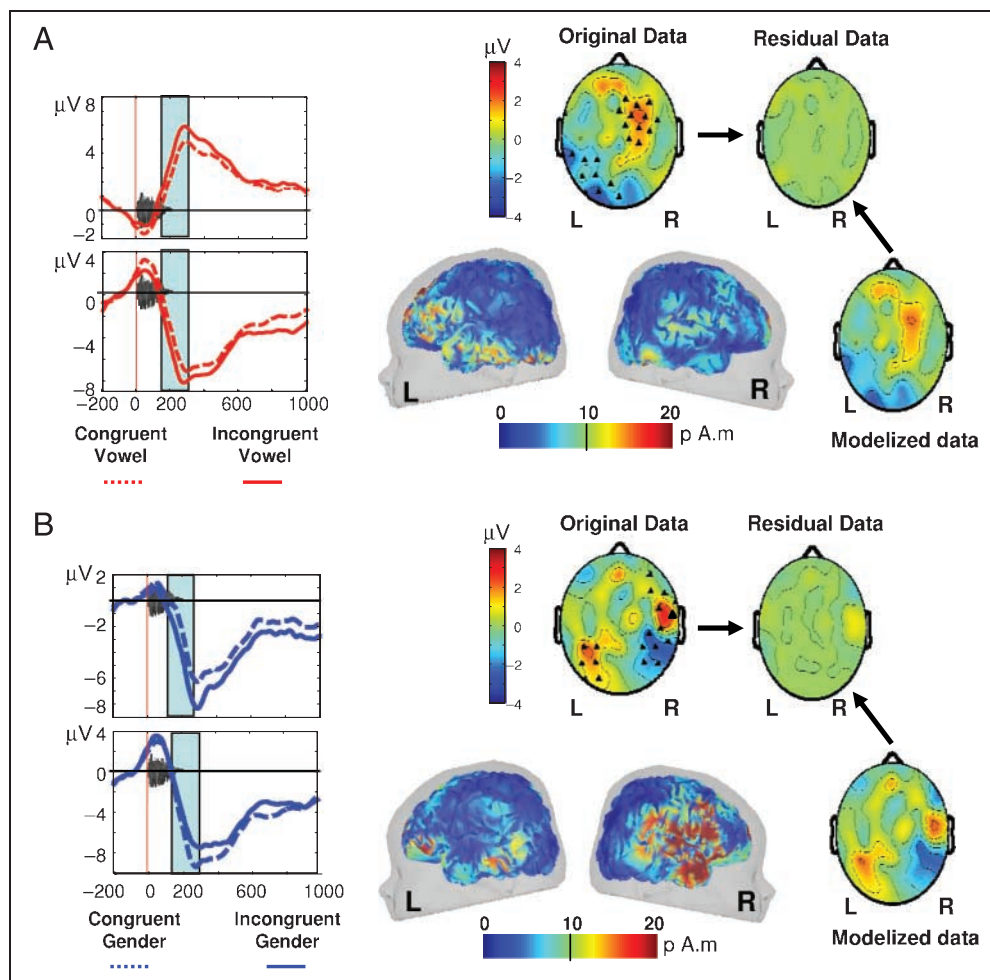 A
μV
Original Data
Residual Data
4
2
0
-2
-4
L R
L R
μV 8
4
0
-2
μV 4
0
-4
-8
-200 0 200 600 1000
Congruent Vowel
Incongruent Vowel
L
R
0 10 20
p A.m
L R
Modelized data
B
μV
Original Data
Residual Data
4
2
0
-2
-4
L R
L R
μV 2
-2
-4
-6
-8
μV 4
0
-4
-8
-200 0 200 600 1000
Congruent Gender
Incongruent Gender
L
R
0 10 20
p A.m
L R
Modelized data